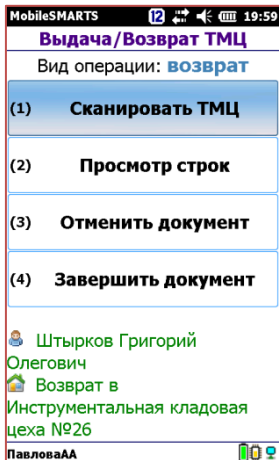 MobileSMARTS 12 19:59
Выдача/Возврат ТМЦ
Вид операции: возврат
(1) Сканировать ТМЦ
(2) Просмотр строк
(3) Отменить документ
(4) Завершить документ
Штырков Григорий
Олегович
Возврат в
Инструментальная кладовая
цеха №26
ПавловаАА